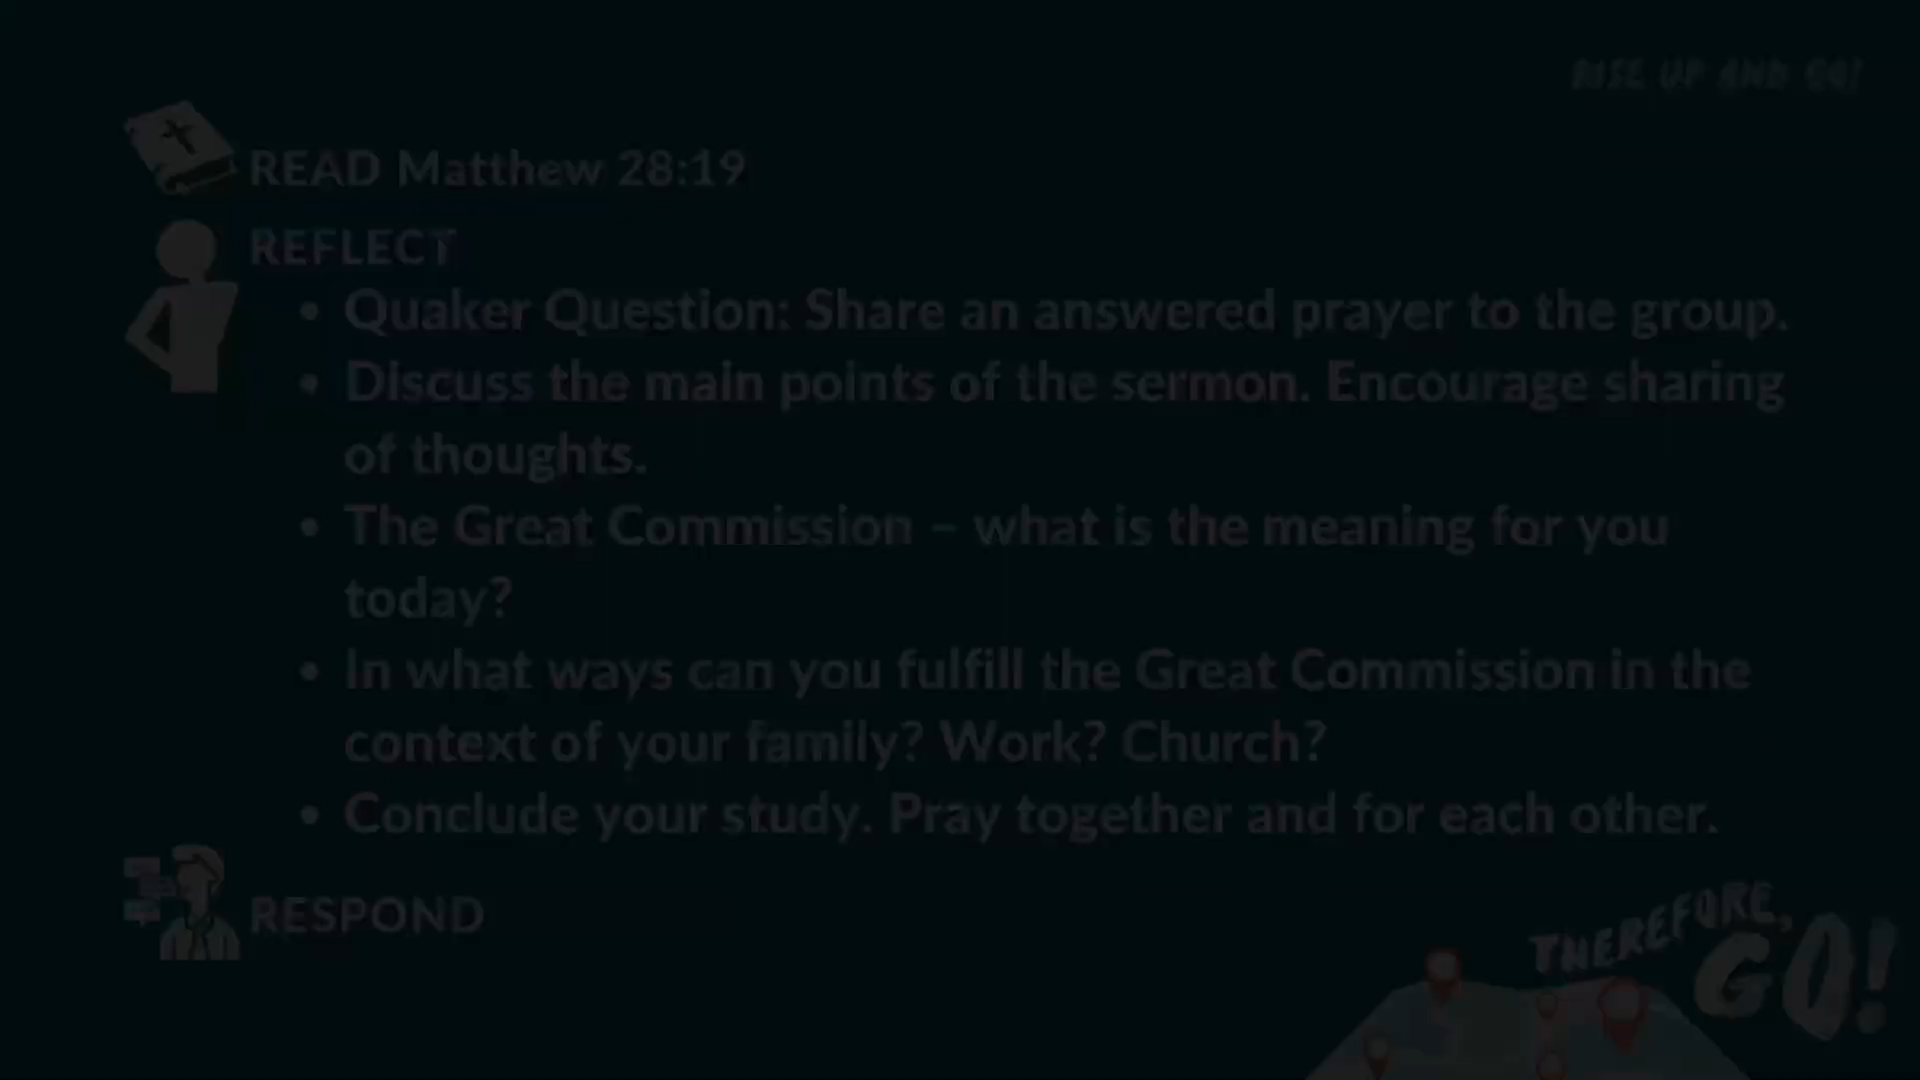 RISE UP AND GO!
READ Matthew 28:19
REFLECT
• Quaker Question: Share an answered prayer to the group.
• Discuss the main points of the sermon. Encourage sharing
of thoughts.
• The Great Commission – what is the meaning for you
today?
• In what ways can you fulfill the Great Commission in the
context of your family? Work? Church?
• Conclude your study. Pray together and for each other.
RESPOND
THEREFORE,
GO!